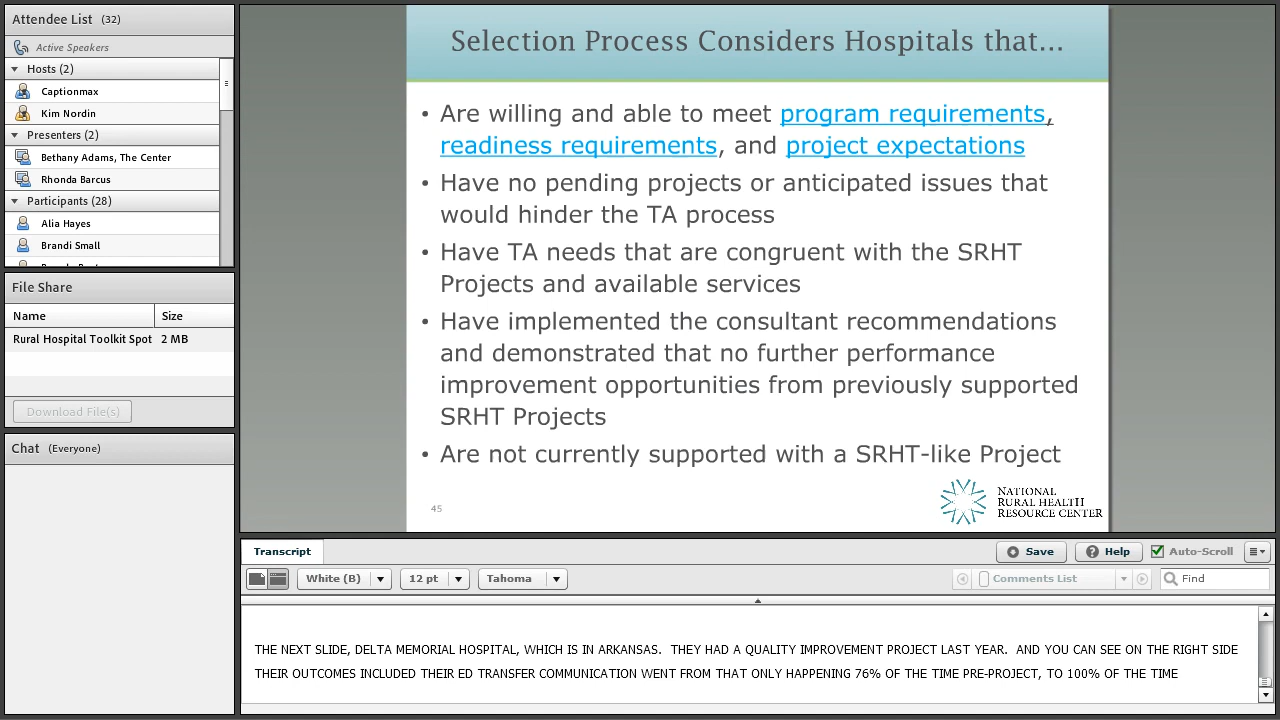 Attendee List (32)
Active Speakers
Hosts (2)
Captionmax
Kim Nordin
Presenters (2)
Bethany Adams, The Center
Rhonda Barcus
Participants (28)
Alia Hayes
Brandi Small
File Share
Name Size
Rural Hospital Toolkit Spot 2 MB
Download File(s)
Chat (Everyone)
Selection Process Considers Hospitals that...
• Are willing and able to meet program requirements,
readiness requirements, and project expectations
• Have no pending projects or anticipated issues that
would hinder the TA process
• Have TA needs that are congruent with the SRHT
Projects and available services
• Have implemented the consultant recommendations
and demonstrated that no further performance
improvement opportunities from previously supported
SRHT Projects
• Are not currently supported with a SRHT-like Project
45
NATIONAL
RURAL HEALTH
RESOURCE CENTER
Transcript
Save
Help
Auto-Scroll
White (B)
12 pt
Tahoma
Comments List
Find
THE NEXT SLIDE, DELTA MEMORIAL HOSPITAL, WHICH IS IN ARKANSAS. THEY HAD A QUALITY IMPROVEMENT PROJECT LAST YEAR. AND YOU CAN SEE ON THE RIGHT SIDE
THEIR OUTCOMES INCLUDED THEIR ED TRANSFER COMMUNICATION WENT FROM THAT ONLY HAPPENING 76% OF THE TIME PRE-PROJECT, TO 100% OF THE TIME